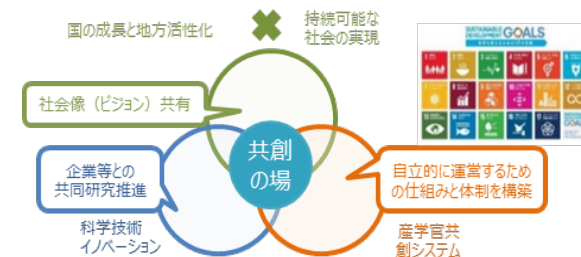 国の成長と地方活性化
持続可能な
社会の実現
SUSTAINABLE
DEVELOPMENT GOALS
社会像（ビジョン）共有
共創
の場
企業等との
共同研究推進
自立的に運営するため
の仕組みと体制を構築
科学技術
イノベーション
産学官共
創システム